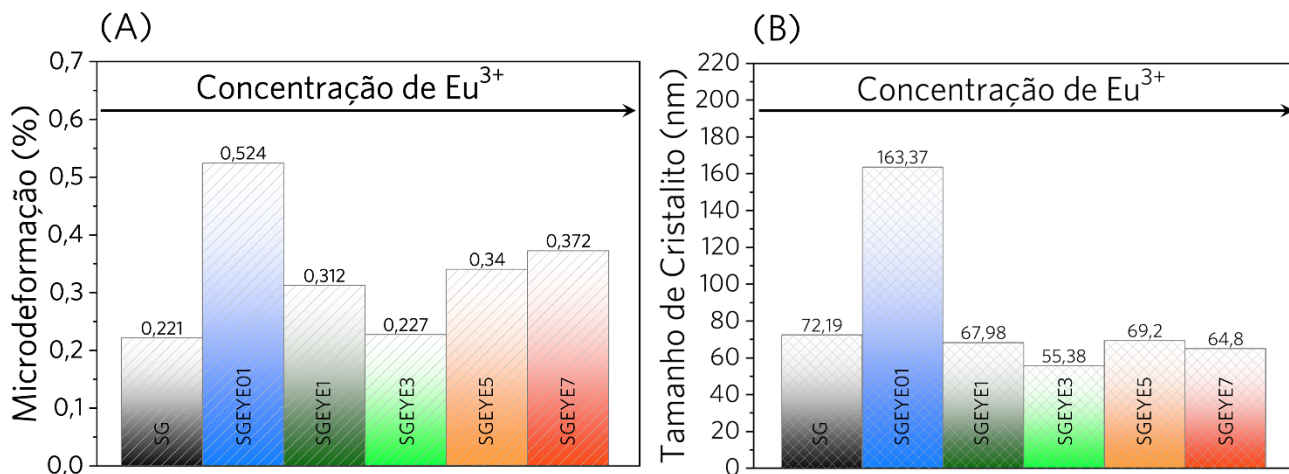 (A)
Microdeformação (%)
0,7
0,6
0,5
0,4
0,3
0,2
0,1
0,0
Concentração de Eu³⁺
0,221
0,524
0,312
0,227
0,34
0,372
SG
SGEYE01
SGEYE1
SGEYE3
SGEYE5
SGEYE7
(B)
Tamanho de Cristalito (nm)
220
200
180
160
140
120
100
80
60
40
20
0
Concentração de Eu³⁺
72,19
163,37
67,98
55,38
69,2
64,8
SG
SGEYE01
SGEYE1
SGEYE3
SGEYE5
SGEYE7